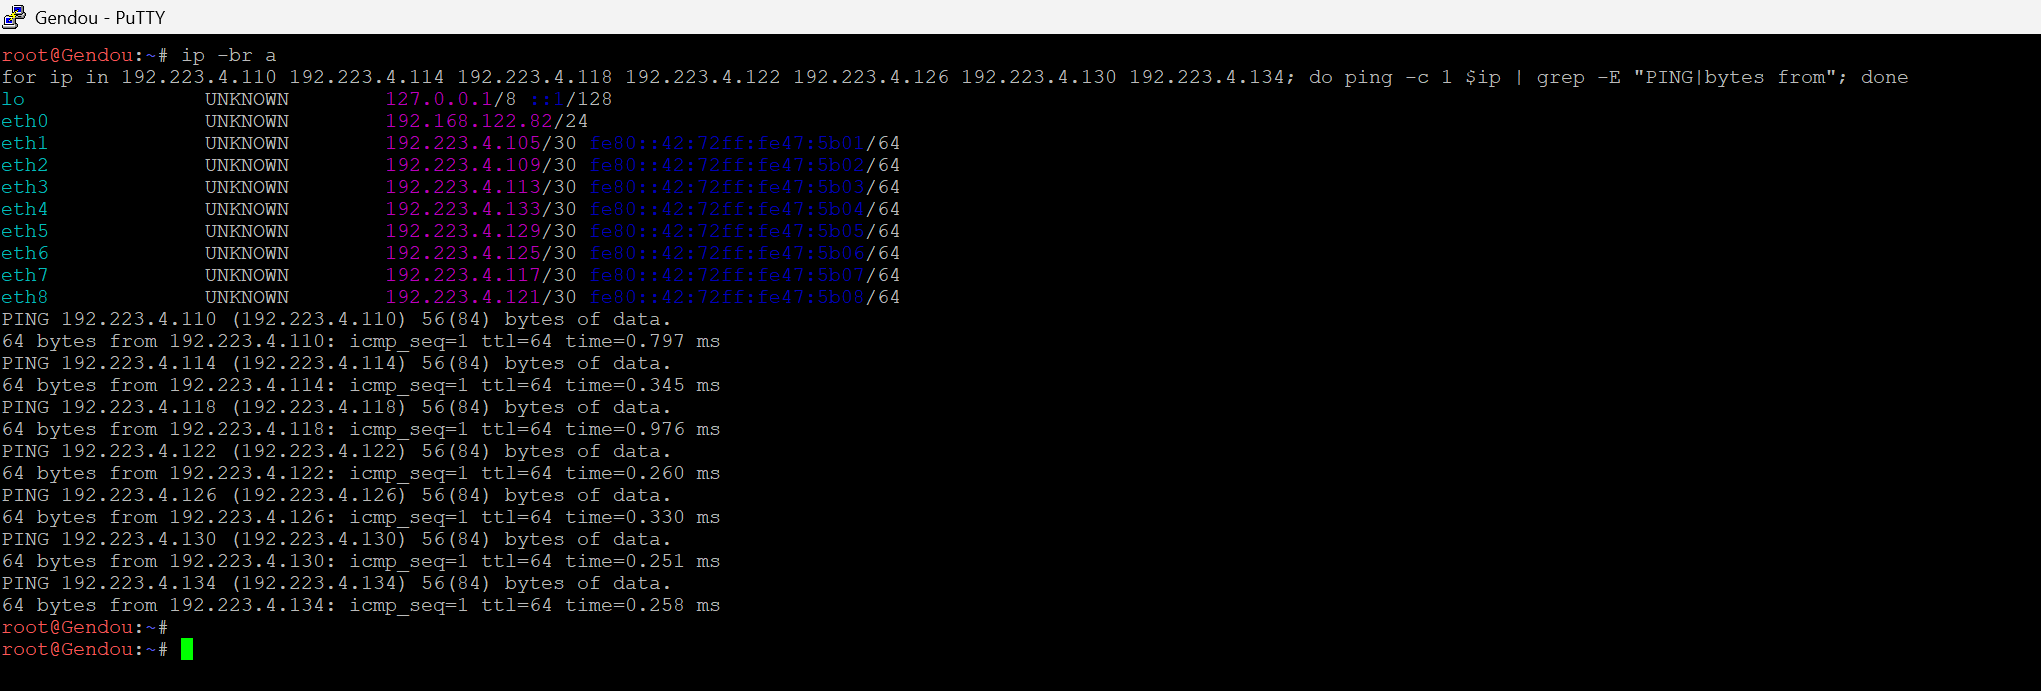 Gendou - PuTTY
root@Gendou:~# ip -br a
for ip in 192.223.4.110 192.223.4.114 192.223.4.118 192.223.4.122 192.223.4.126 192.223.4.130 192.223.4.134; do ping -c 1 $ip | grep -E "PING|bytes from"; done
lo UNKNOWN 127.0.0.1/8 ::1/128
eth0 UNKNOWN 192.168.122.82/24
eth1 UNKNOWN 192.223.4.105/30 fe80::42:72ff:fe47:5b01/64
eth2 UNKNOWN 192.223.4.109/30 fe80::42:72ff:fe47:5b02/64
eth3 UNKNOWN 192.223.4.113/30 fe80::42:72ff:fe47:5b03/64
eth4 UNKNOWN 192.223.4.133/30 fe80::42:72ff:fe47:5b04/64
eth5 UNKNOWN 192.223.4.129/30 fe80::42:72ff:fe47:5b05/64
eth6 UNKNOWN 192.223.4.125/30 fe80::42:72ff:fe47:5b06/64
eth7 UNKNOWN 192.223.4.117/30 fe80::42:72ff:fe47:5b07/64
eth8 UNKNOWN 192.223.4.121/30 fe80::42:72ff:fe47:5b08/64
PING 192.223.4.110 (192.223.4.110) 56(84) bytes of data.
64 bytes from 192.223.4.110: icmp_seq=1 ttl=64 time=0.797 ms
PING 192.223.4.114 (192.223.4.114) 56(84) bytes of data.
64 bytes from 192.223.4.114: icmp_seq=1 ttl=64 time=0.345 ms
PING 192.223.4.118 (192.223.4.118) 56(84) bytes of data.
64 bytes from 192.223.4.118: icmp_seq=1 ttl=64 time=0.976 ms
PING 192.223.4.122 (192.223.4.122) 56(84) bytes of data.
64 bytes from 192.223.4.122: icmp_seq=1 ttl=64 time=0.260 ms
PING 192.223.4.126 (192.223.4.126) 56(84) bytes of data.
64 bytes from 192.223.4.126: icmp_seq=1 ttl=64 time=0.330 ms
PING 192.223.4.130 (192.223.4.130) 56(84) bytes of data.
64 bytes from 192.223.4.130: icmp_seq=1 ttl=64 time=0.251 ms
PING 192.223.4.134 (192.223.4.134) 56(84) bytes of data.
64 bytes from 192.223.4.134: icmp_seq=1 ttl=64 time=0.258 ms
root@Gendou:~#
root@Gendou:~#